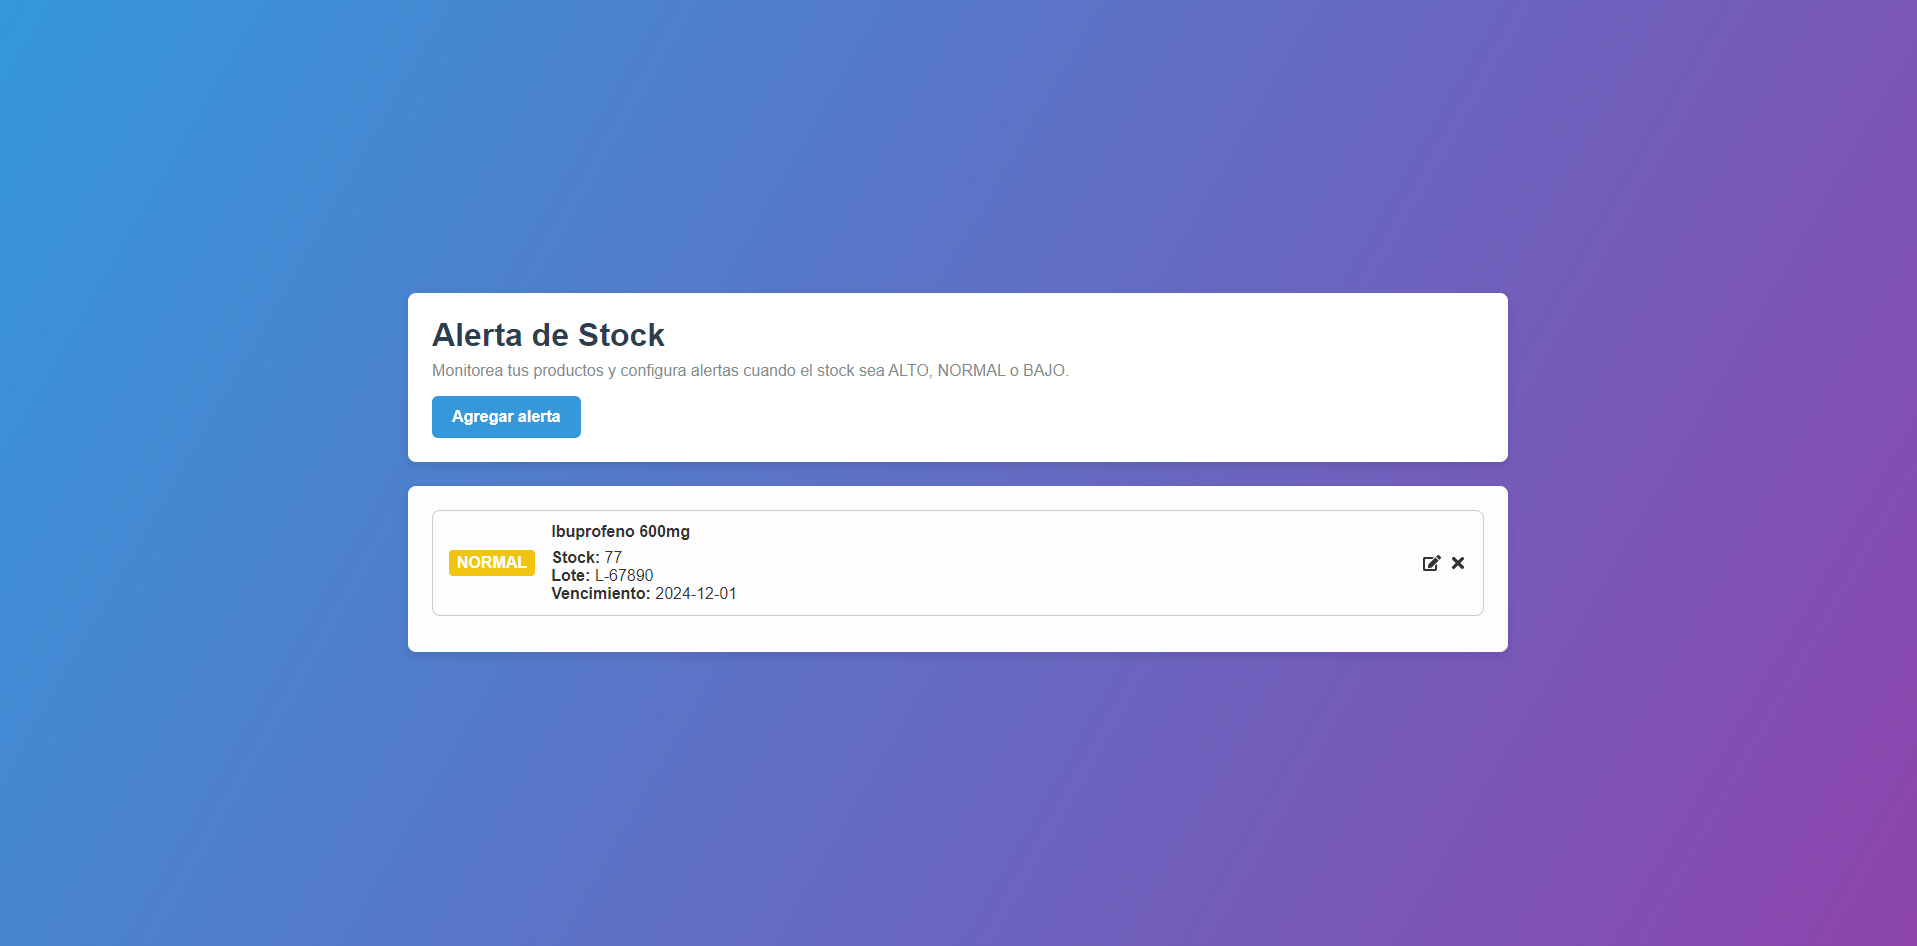 Alerta de Stock
Monitorea tus productos y configura alertas cuando el stock sea ALTO, NORMAL o BAJO.
Agregar alerta
Ibuprofeno 600mg
NORMAL
Stock: 77
Lote: L-67890
Vencimiento: 2024-12-01